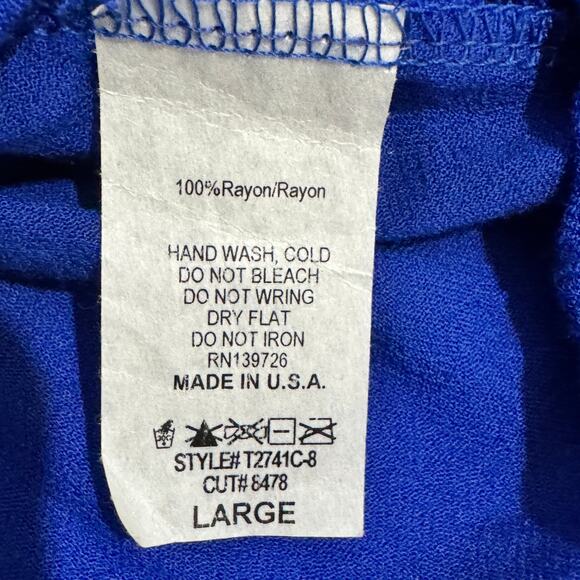 100%Rayon/Rayon
HAND WASH, COLD
DO NOT BLEACH
DO NOT WRING
DRY FLAT
DO NOT IRON
RN139726
MADE IN U.S.A.
STYLE# T2741C-8
CUT# 8478
LARGE